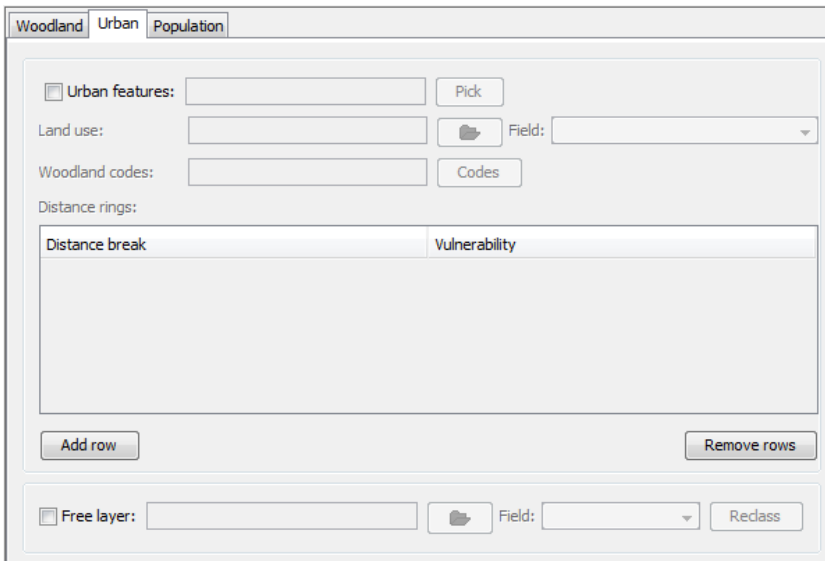 Woodland Urban Population
Urban features: Pick
Land use: Field:
Woodland codes: Codes
Distance rings:
Distance break Vulnerability
Add row Remove rows
Free layer: Field: Reclass